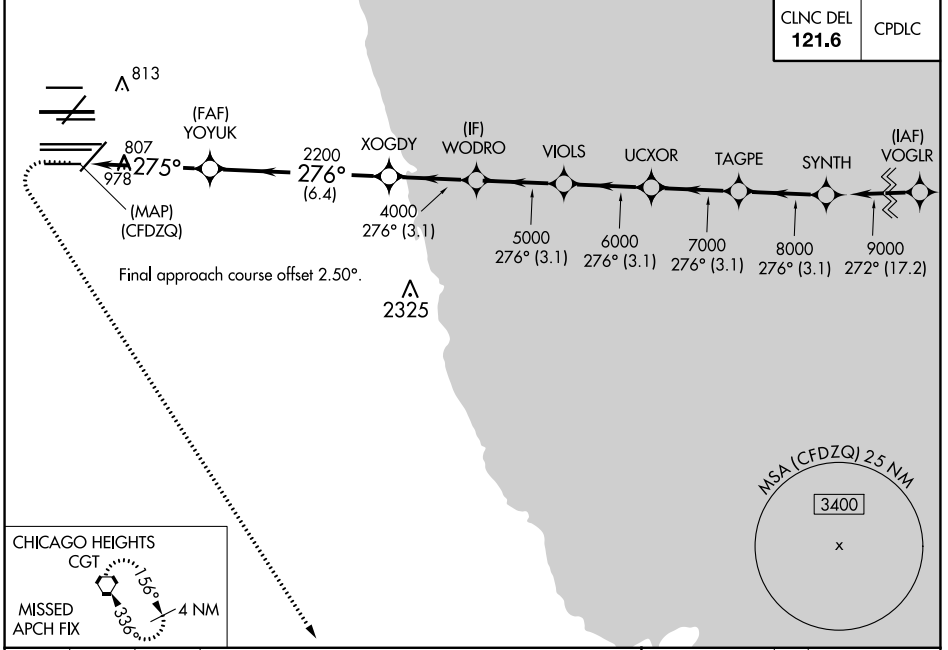 CLNC DEL
121.6
CPDLC
813
(FAF)
YOYUK
807
978
275°
2200
276°
(6.4)
XOGDY
(IF)
WODRO
VIOLS
UCXOR
TAGPE
SYNTH
(IAF)
VOGLR
(MAP)
(CFDZQ)
4000
276° (3.1)
5000
276° (3.1)
6000
276° (3.1)
7000
276° (3.1)
8000
276° (3.1)
9000
272° (17.2)
Final approach course offset 2.50°.
2325
MSA (CFDZQ) 25 NM
3400
x
CHICAGO HEIGHTS
CGT
156°
336°
4 NM
MISSED
APCH FIX